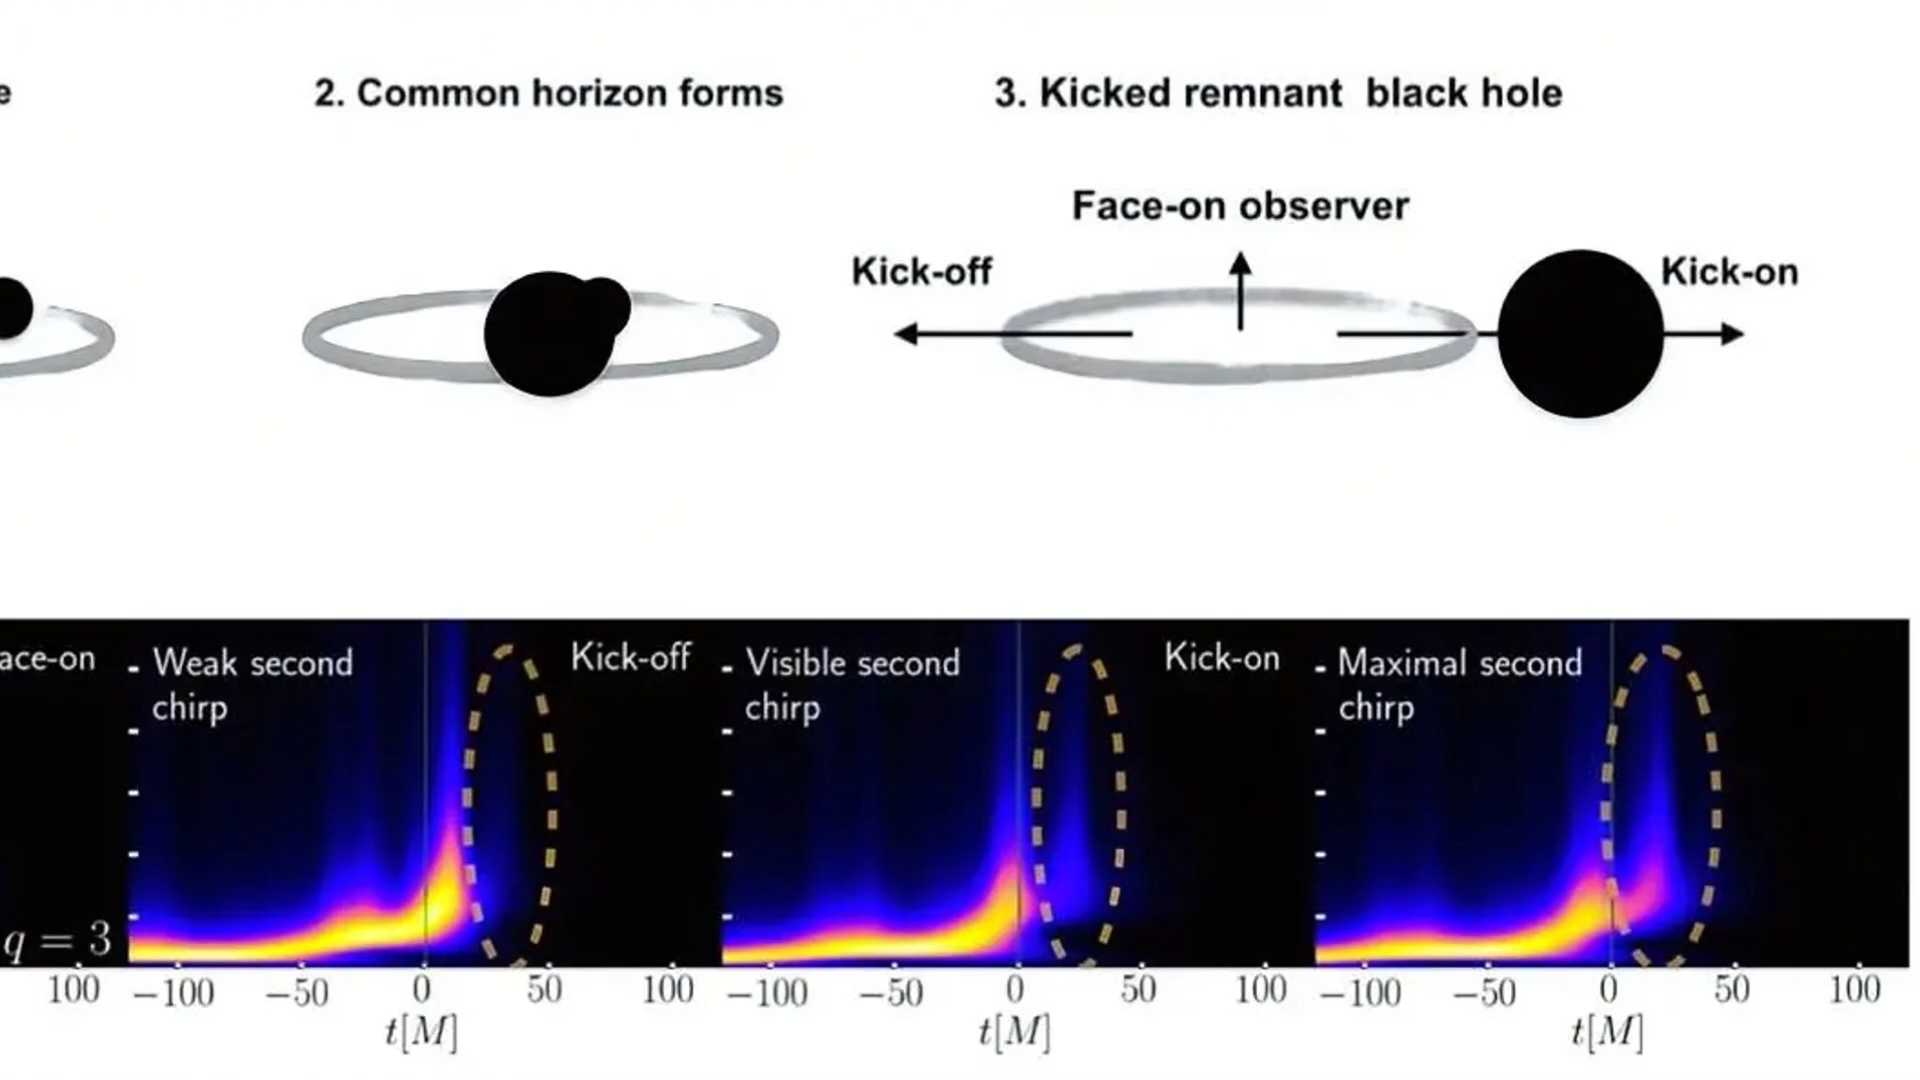 e
2. Common horizon forms
3. Kicked remnant black hole
Face-on observer
Kick-off
Kick-on
ace-on
Weak second
chirp
Kick-off
Visible second
chirp
Kick-on
Maximal second
chirp
q = 3
100
−100 −50 0 50 100
−100 −50 0 50 100
−100 −50 0 50 100
t[M]
t[M]
t[M]